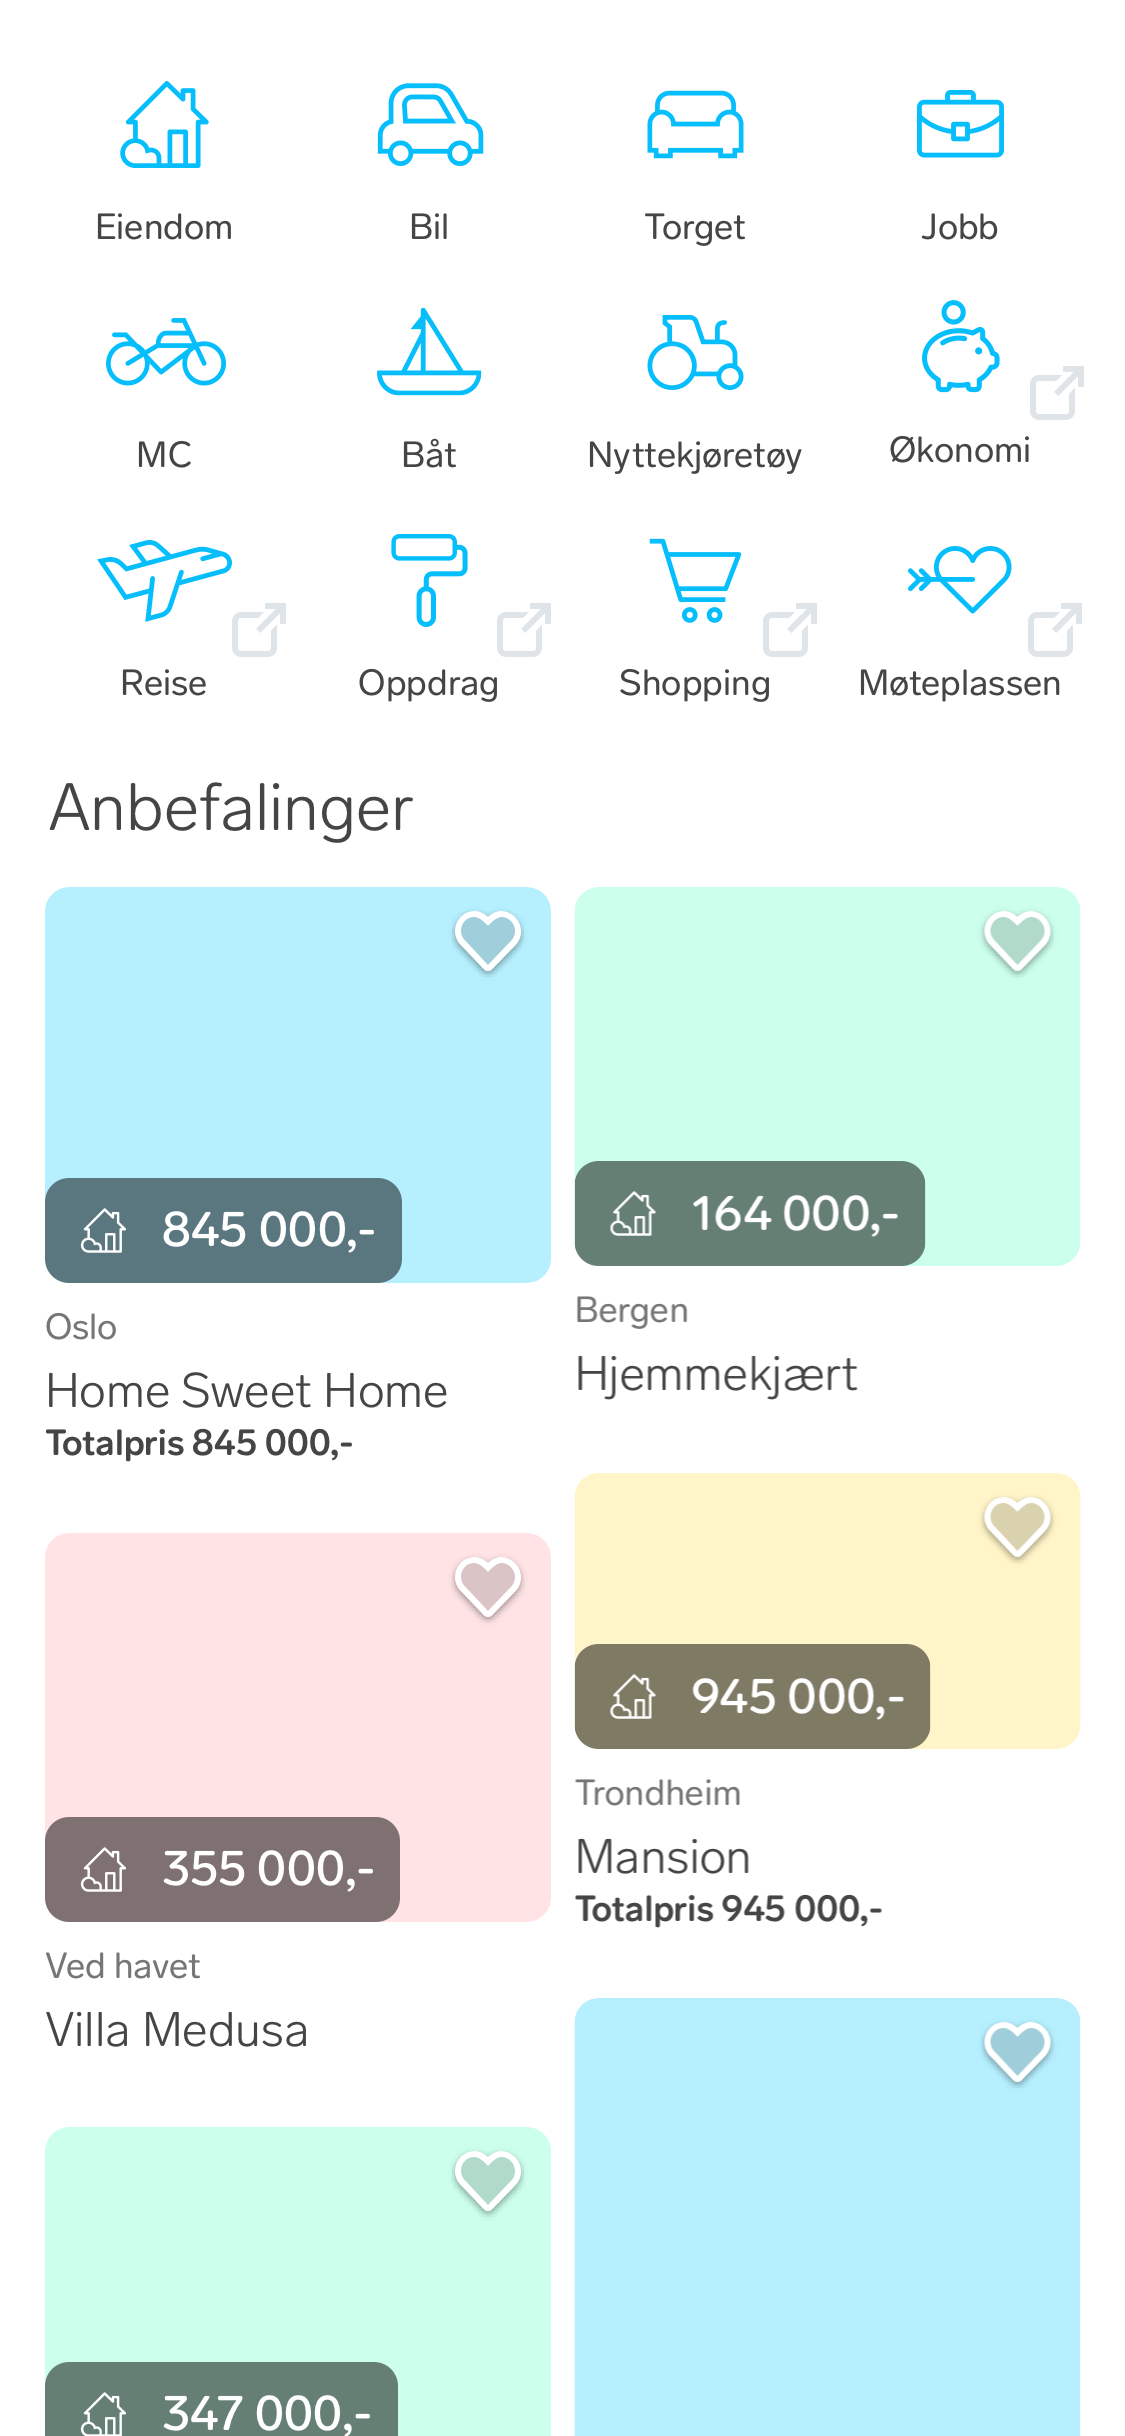 Eiendom
Bil
Torget
Jobb
MC
Båt
Nyttekjøretøy
Økonomi
Reise
Oppdrag
Shopping
Møteplassen
Anbefalinger
845 000,-
Oslo
Home Sweet Home
Totalpris 845 000,-
164 000,-
Bergen
Hjemmekjært
355 000,-
Ved havet
Villa Medusa
945 000,-
Trondheim
Mansion
Totalpris 945 000,-
347 000,-